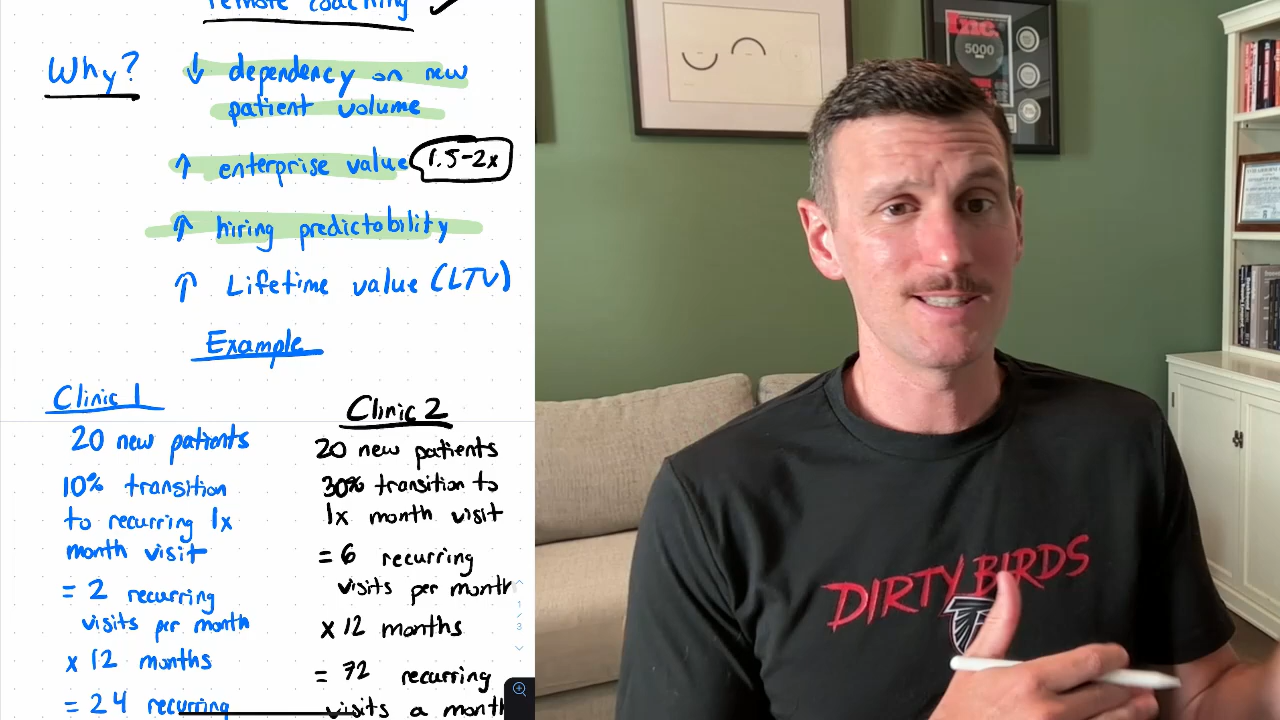 remote coaching
Why?
↓ dependency on new
patient volume
↑ enterprise value 1.5-2x
↑ hiring predictability
↑ Lifetime value (LTV)
Example
Clinic 1
20 new patients
10% transition
to recurring 1x
month visit
= 2 recurring
visits per month
x 12 months
= 24 recurring
Clinic 2
20 new patients
30% transition to
1x month visit
= 6 recurring
visits per month
x 12 months
= 72 recurring
visits a month
1
/
3
Inc.
5000
DIRTY BIRDS